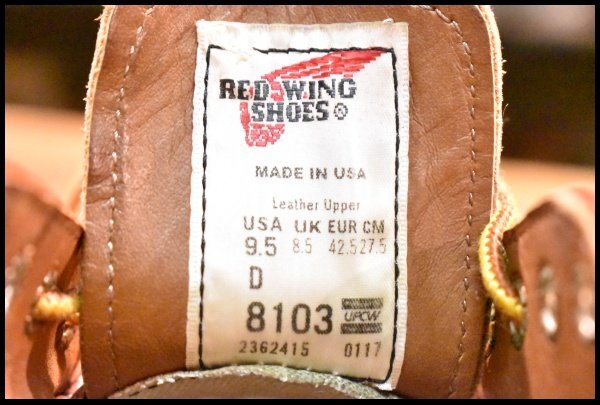 RED WING
SHOES®
MADE IN USA
Leather Upper
USA UK EUR CM
9.5 8.5 42.5 27.5
D
8103 UFCW
2362415 0117